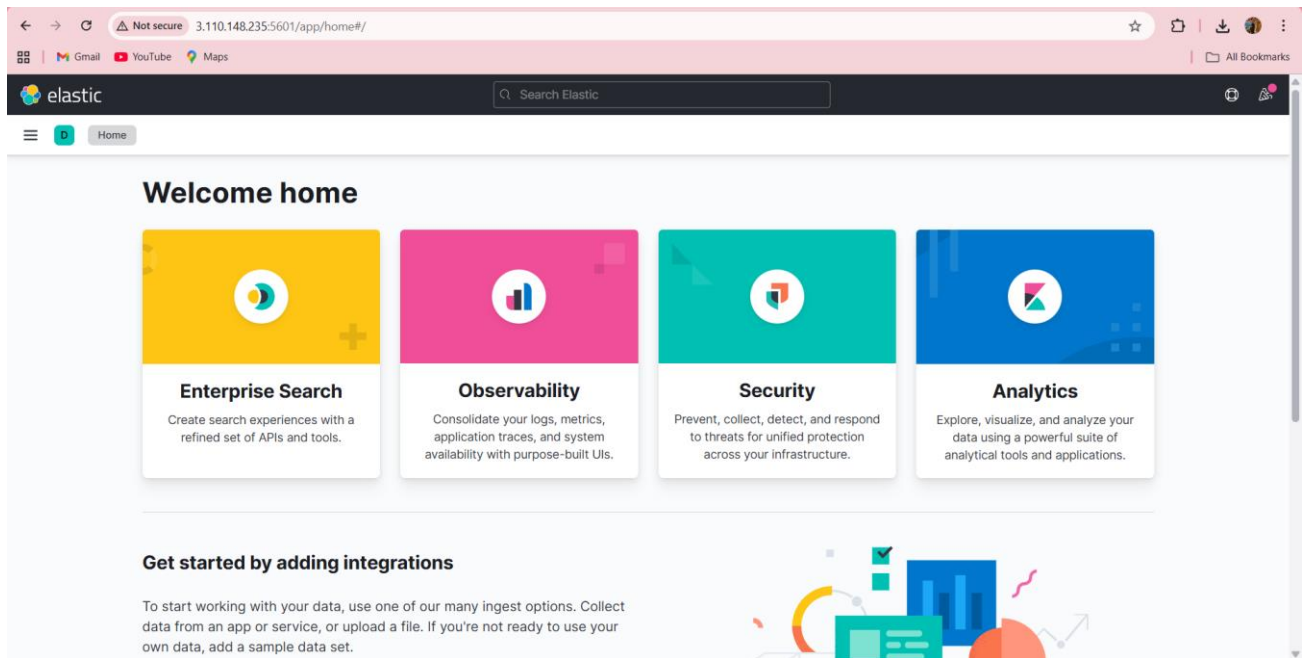 Not secure 3.110.148.235:5601/app/home#/
Gmail YouTube Maps All Bookmarks
elastic Search Elastic
D Home
Welcome home
Enterprise Search
Create search experiences with a
refined set of APIs and tools.
Observability
Consolidate your logs, metrics,
application traces, and system
availability with purpose-built UIs.
Security
Prevent, collect, detect, and respond
to threats for unified protection
across your infrastructure.
Analytics
Explore, visualize, and analyze your
data using a powerful suite of
analytical tools and applications.
Get started by adding integrations
To start working with your data, use one of our many ingest options. Collect
data from an app or service, or upload a file. If you're not ready to use your
own data, add a sample data set.